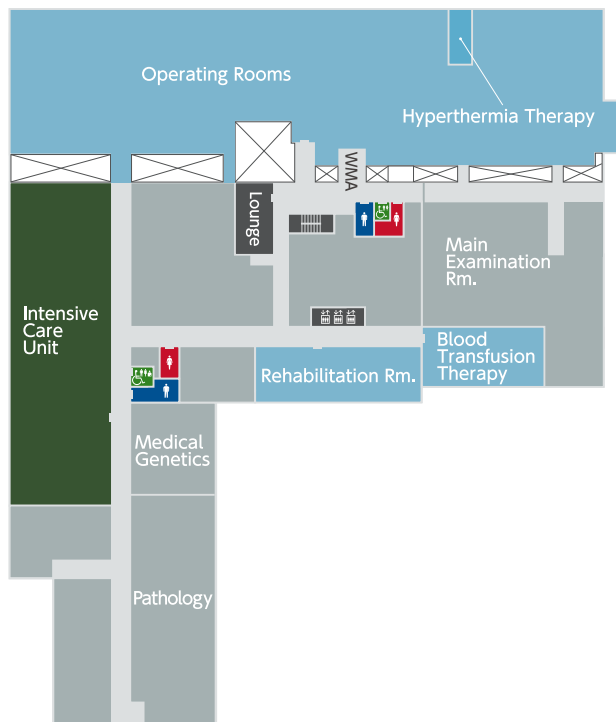 Operating Rooms
Hyperthermia Therapy
WMA
Lounge
Main
Examination
Rm.
Intensive
Care
Unit
Blood
Transfusion
Therapy
Rehabilitation Rm.
Medical
Genetics
Pathology